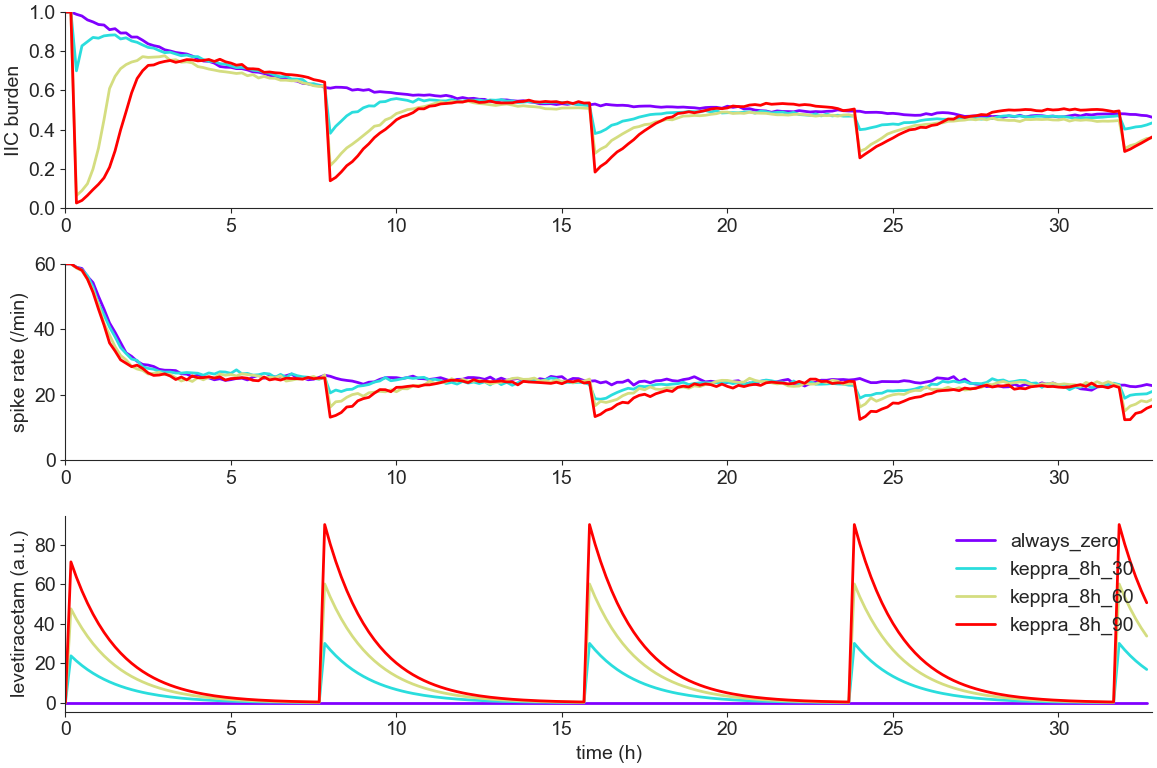 IIC burden
1.0
0.8
0.6
0.4
0.2
0.0
0 5 10 15 20 25 30
spike rate (/min)
60
40
20
0
0 5 10 15 20 25 30
levetiracetam (a.u.)
80
60
40
20
0
always_zero
keppra_8h_30
keppra_8h_60
keppra_8h_90
0 5 10 15 20 25 30
time (h)